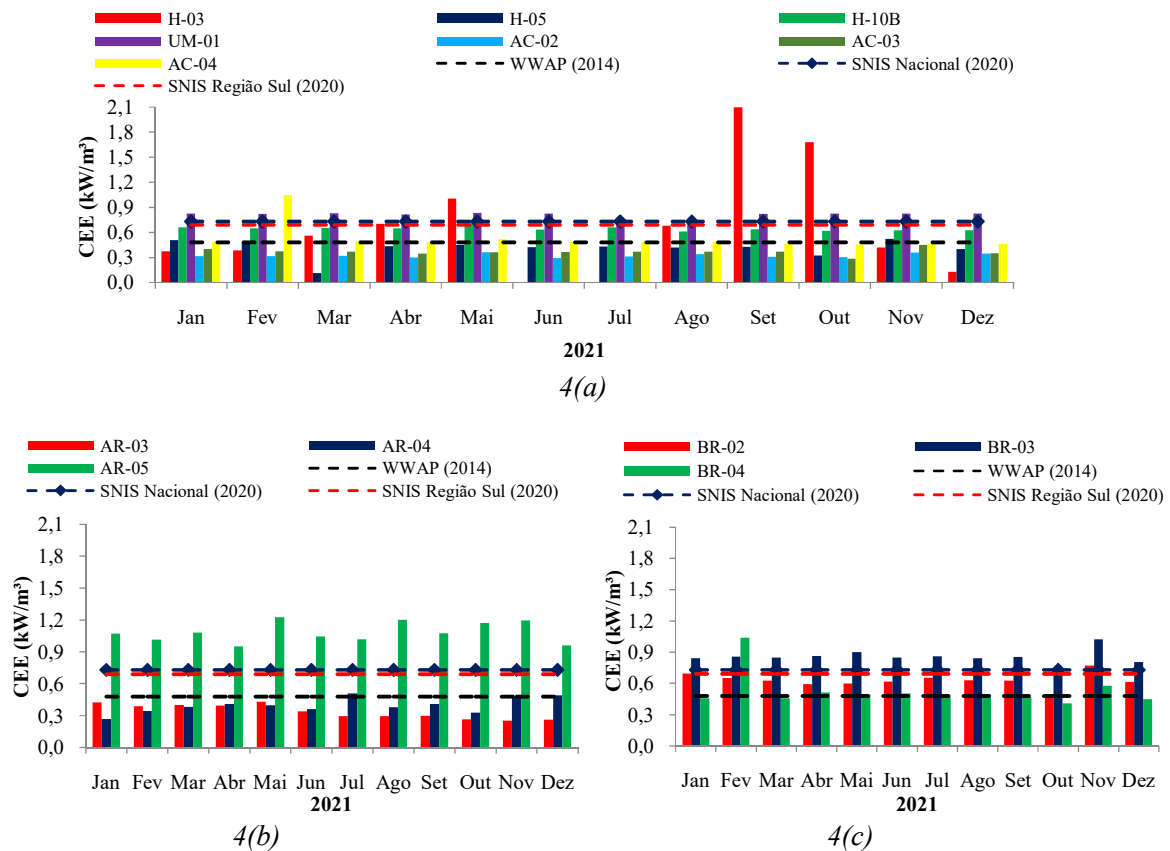 H-03 H-05 H-10B
UM-01 AC-02 AC-03
AC-04 WWAP (2014) SNIS Nacional (2020)
SNIS Região Sul (2020)
CEE (kW/m³)
2,1
1,8
1,5
1,2
0,9
0,6
0,3
0,0
Jan Fev Mar Abr Mai Jun Jul Ago Set Out Nov Dez
2021
4(a)
AR-03 AR-04
AR-05 WWAP (2014)
SNIS Nacional (2020) SNIS Região Sul (2020)
CEE (kW/m³)
2,1
1,8
1,5
1,2
0,9
0,6
0,3
0,0
Jan Fev Mar Abr Mai Jun Jul Ago Set Out Nov Dez
2021
4(b)
BR-02 BR-03
BR-04 WWAP (2014)
SNIS Nacional (2020) SNIS Região Sul (2020)
CEE (kW/m³)
2,1
1,8
1,5
1,2
0,9
0,6
0,3
0,0
Jan Fev Mar Abr Mai Jun Jul Ago Set Out Nov Dez
2021
4(c)